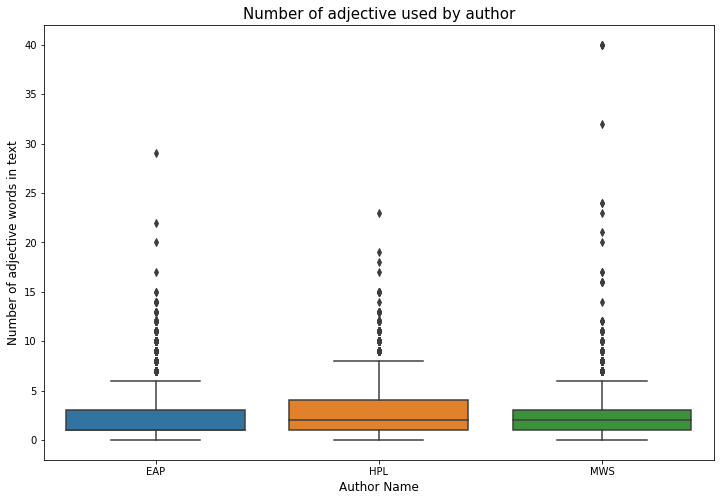 Number of adjective used by author
Number of adjective words in text
40
35
30
25
20
15
10
5
0
EAP
HPL
MWS
Author Name